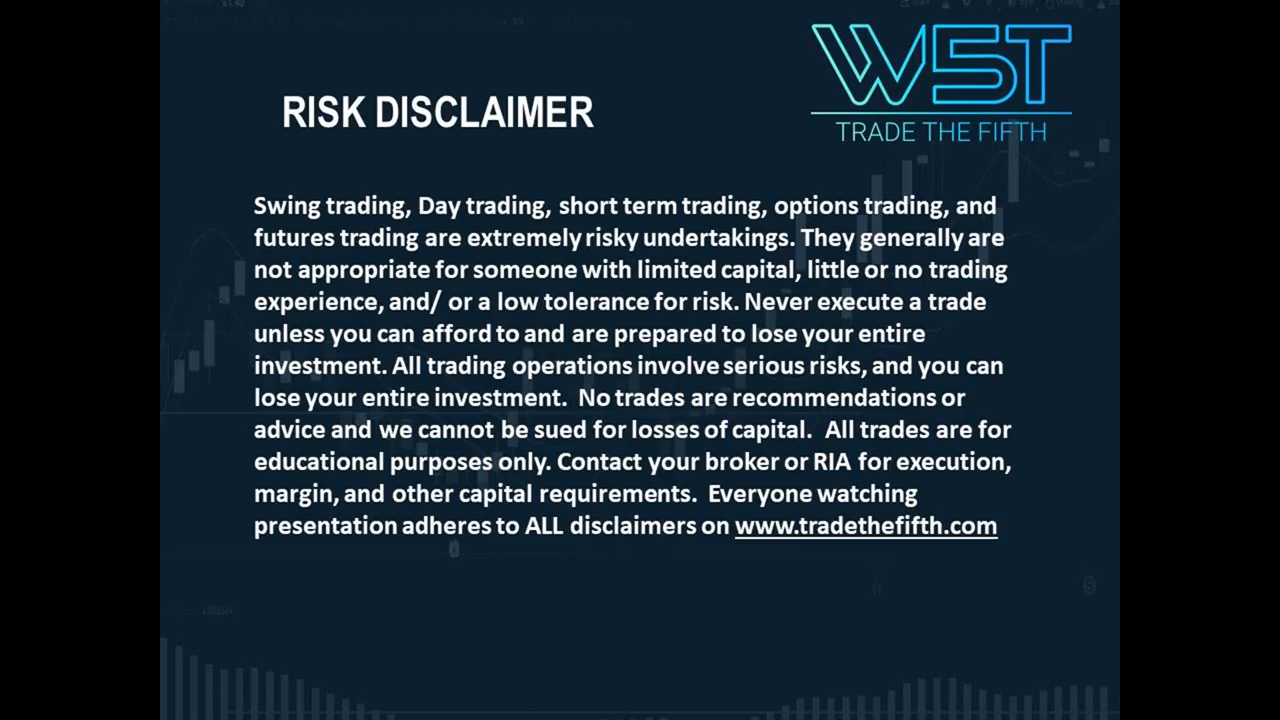 W5T
TRADE THE FIFTH
RISK DISCLAIMER
Swing trading, Day trading, short term trading, options trading, and
futures trading are extremely risky undertakings. They generally are
not appropriate for someone with limited capital, little or no trading
experience, and/ or a low tolerance for risk. Never execute a trade
unless you can afford to and are prepared to lose your entire
investment. All trading operations involve serious risks, and you can
lose your entire investment.  No trades are recommendations or
advice and we cannot be sued for losses of capital.  All trades are for
educational purposes only. Contact your broker or RIA for execution,
margin, and other capital requirements.  Everyone watching
presentation adheres to ALL disclaimers on www.tradethefifth.com